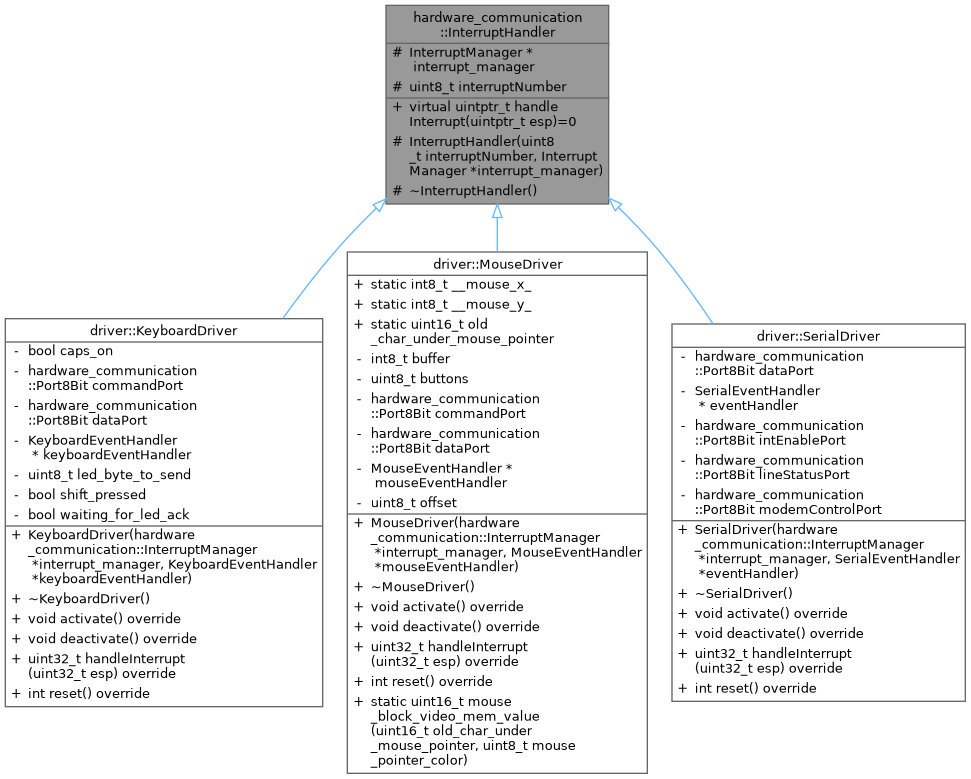 hardware_communication
::InterruptHandler
# InterruptManager *
interrupt_manager
# uint8_t interruptNumber
+ virtual uintptr_t handle
Interrupt(uintptr_t esp)=0
# InterruptHandler(uint8
_t interruptNumber, Interrupt
Manager *interrupt_manager)
# ~InterruptHandler()
driver::KeyboardDriver
- bool caps_on
- hardware_communication
::Port8Bit commandPort
- hardware_communication
::Port8Bit dataPort
- KeyboardEventHandler
* keyboardEventHandler
- uint8_t led_byte_to_send
- bool shift_pressed
- bool waiting_for_led_ack
+ KeyboardDriver(hardware
_communication::InterruptManager
*interrupt_manager, KeyboardEventHandler
*keyboardEventHandler)
+ ~KeyboardDriver()
+ void activate() override
+ void deactivate() override
+ uint32_t handleInterrupt
(uint32_t esp) override
+ int reset() override
driver::MouseDriver
+ static int8_t __mouse_x_
+ static int8_t __mouse_y_
+ static uint16_t old
_char_under_mouse_pointer
- int8_t buffer
- uint8_t buttons
- hardware_communication
::Port8Bit commandPort
- hardware_communication
::Port8Bit dataPort
- MouseEventHandler *
mouseEventHandler
- uint8_t offset
+ MouseDriver(hardware
_communication::InterruptManager
*interrupt_manager, MouseEventHandler
*mouseEventHandler)
+ ~MouseDriver()
+ void activate() override
+ void deactivate() override
+ uint32_t handleInterrupt
(uint32_t esp) override
+ int reset() override
+ static uint16_t mouse
_block_video_mem_value
(uint16_t old_char_under
_mouse_pointer, uint8_t mouse
_pointer_color)
driver::SerialDriver
- hardware_communication
::Port8Bit dataPort
- SerialEventHandler
* eventHandler
- hardware_communication
::Port8Bit intEnablePort
- hardware_communication
::Port8Bit lineStatusPort
- hardware_communication
::Port8Bit modemControlPort
+ SerialDriver(hardware
_communication::InterruptManager
*interrupt_manager, SerialEventHandler
*eventHandler)
+ ~SerialDriver()
+ void activate() override
+ void deactivate() override
+ uint32_t handleInterrupt
(uint32_t esp) override
+ int reset() override